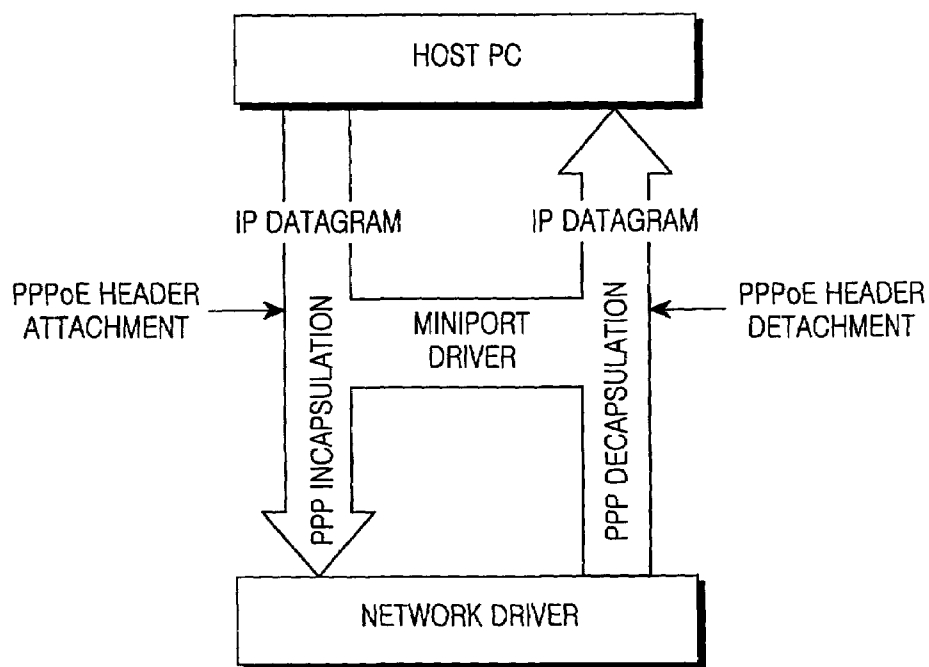 HOST PC
IP DATAGRAM
IP DATAGRAM
PPPoE HEADER
ATTACHMENT
PPP INCAPSULATION
MINIPORT
DRIVER
PPP DECAPSULATION
PPPoE HEADER
DETACHMENT
NETWORK DRIVER